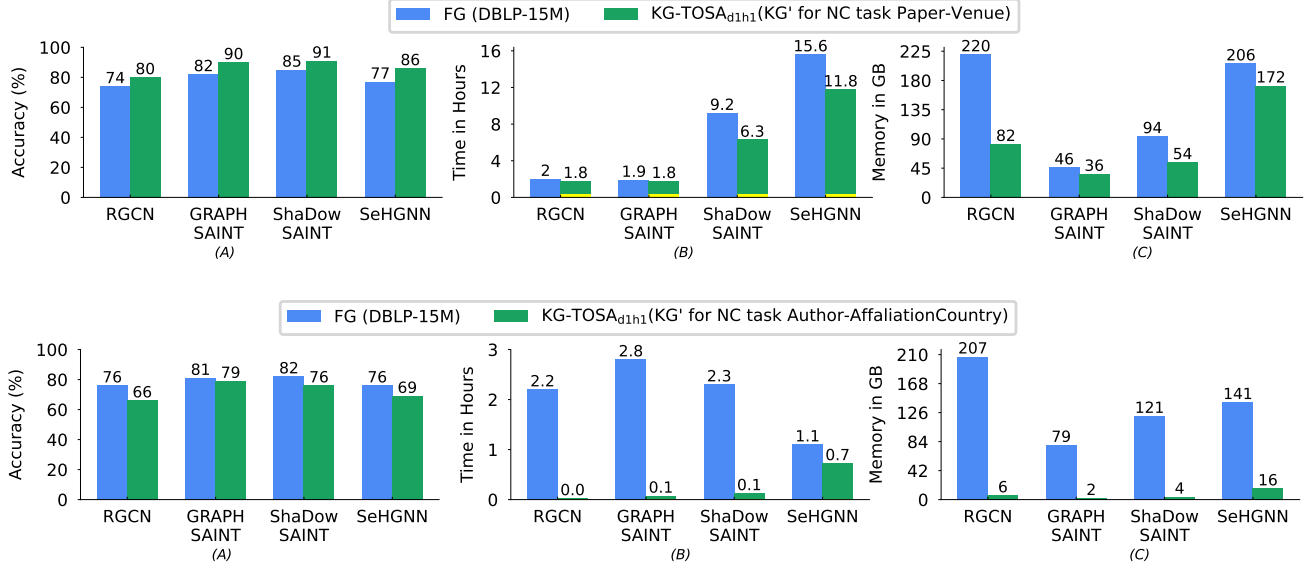 FG (DBLP-15M) KG-TOSAd1h1(KG' for NC task Paper-Venue)
Accuracy (%)
100
80
60
40
20
0
74 80 82 90 85 91 77 86
RGCN GRAPH SAINT ShaDow SAINT SeHGNN
(A)
Time in Hours
16
12
8
4
0
2 1.8 1.9 1.8 9.2 6.3 15.6 11.8
RGCN GRAPH SAINT ShaDow SAINT SeHGNN
(B)
Memory in GB
225
180
135
90
45
0
220 82 46 36 94 54 206 172
RGCN GRAPH SAINT ShaDow SAINT SeHGNN
(C)
FG (DBLP-15M) KG-TOSAd1h1(KG' for NC task Author-AffaliationCountry)
Accuracy (%)
100
80
60
40
20
0
76 66 81 79 82 76 76 69
RGCN GRAPH SAINT ShaDow SAINT SeHGNN
(A)
Time in Hours
3
2
1
0
2.2 0.0 2.8 0.1 2.3 0.1 1.1 0.7
RGCN GRAPH SAINT ShaDow SAINT SeHGNN
(B)
Memory in GB
210
168
126
84
42
0
207 6 79 2 121 4 141 16
RGCN GRAPH SAINT ShaDow SAINT SeHGNN
(C)